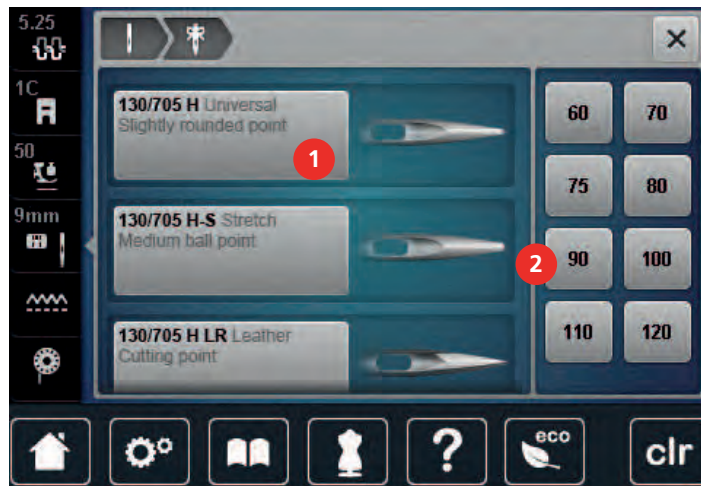 5.25
1C
50
9mm
130/705 H Universal
Slightly rounded point
1
130/705 H-S Stretch
Medium ball point
130/705 H LR Leather
Cutting point
2
60 70
75 80
90 100
110 120
?
eco
clr